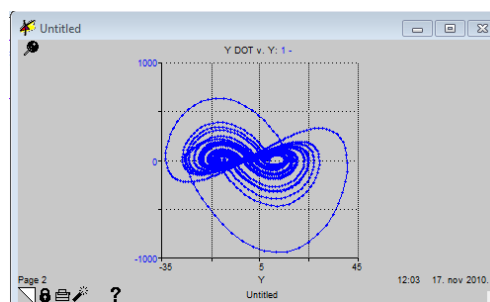 Untitled
Y DOT v. Y: 1 -
1000
0
-1000
-35
5
45
Page 2
Y
12:03 17. nov 2010.
?
Untitled